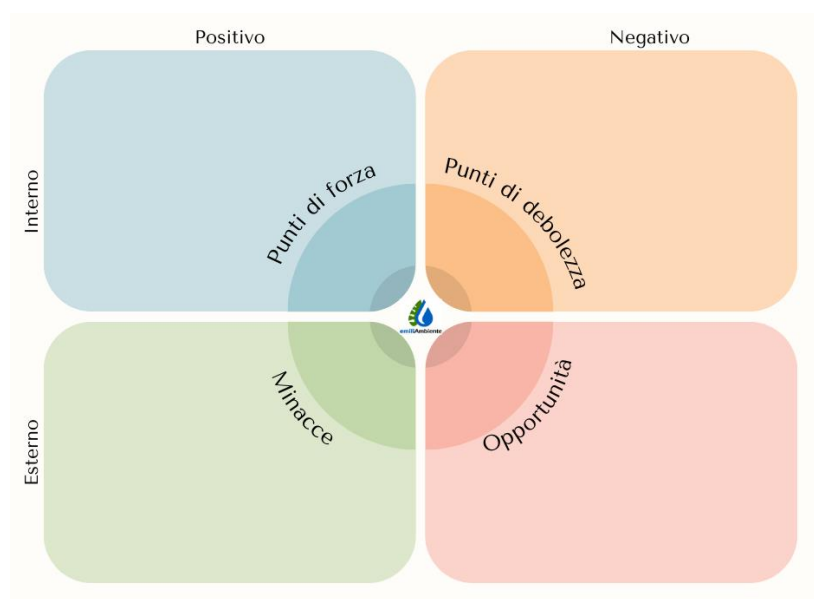 Positivo
Negativo
Interno
Punti di forza
Punti di debolezza
emiliAmbiente
Esterno
Minacce
Opportunità